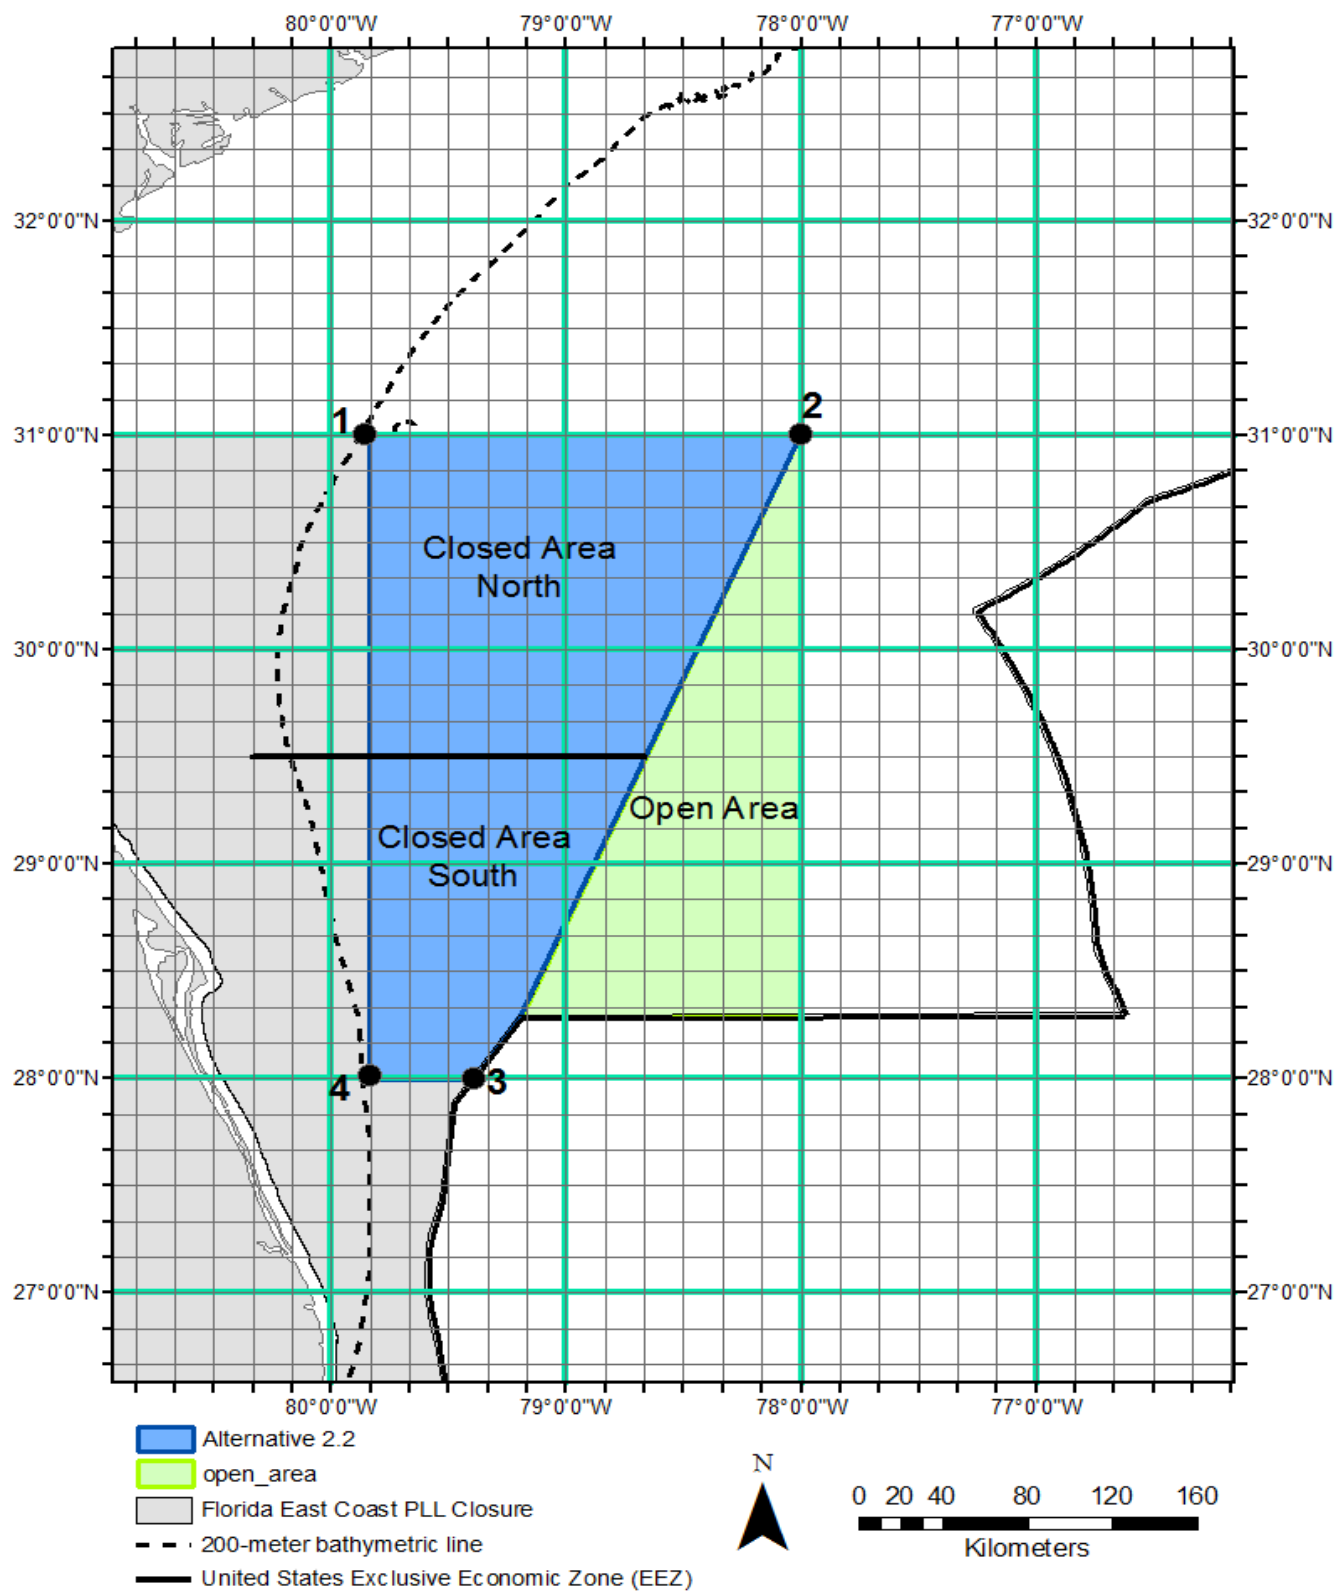 80°0'0"W 79°0'0"W 78°0'0"W 77°0'0"W
32°0'0"N 32°0'0"N
1 2
31°0'0"N 31°0'0"N
Closed Area
North
30°0'0"N 30°0'0"N
Open Area
Closed Area
South
29°0'0"N 29°0'0"N
28°0'0"N 4 3 28°0'0"N
27°0'0"N 27°0'0"N
80°0'0"W 79°0'0"W 78°0'0"W 77°0'0"W
Alternative 2.2
open_area
Florida East Coast PLL Closure
200-meter bathymetric line
United States Exclusive Economic Zone (EEZ)
N
0 20 40 80 120 160
Kilometers